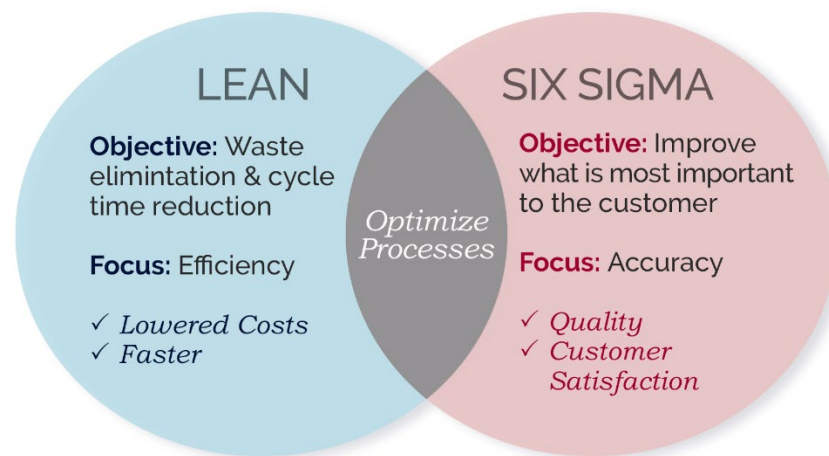 LEAN
Objective: Waste
elimintation & cycle
time reduction
Focus: Efficiency
✓ Lowered Costs
✓ Faster
Optimize
Processes
SIX SIGMA
Objective: Improve
what is most important
to the customer
Focus: Accuracy
✓ Quality
✓ Customer
Satisfaction